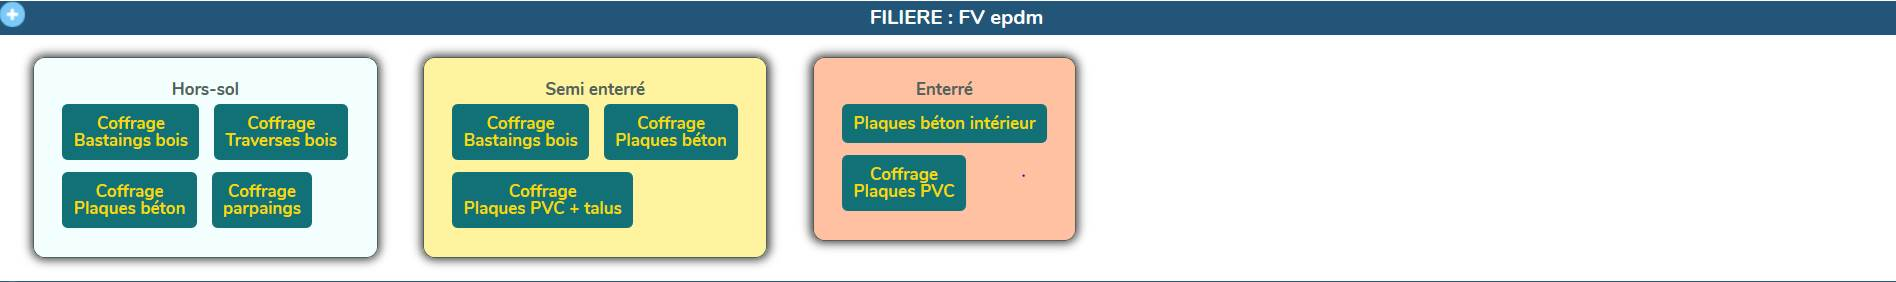 FILIERE : FV epdm
Hors-sol
Coffrage
Bastaings bois
Coffrage
Traverses bois
Coffrage
Plaques béton
Coffrage
parpaings
Semi enterré
Coffrage
Bastaings bois
Coffrage
Plaques béton
Coffrage
Plaques PVC + talus
Enterré
Plaques béton intérieur
Coffrage
Plaques PVC